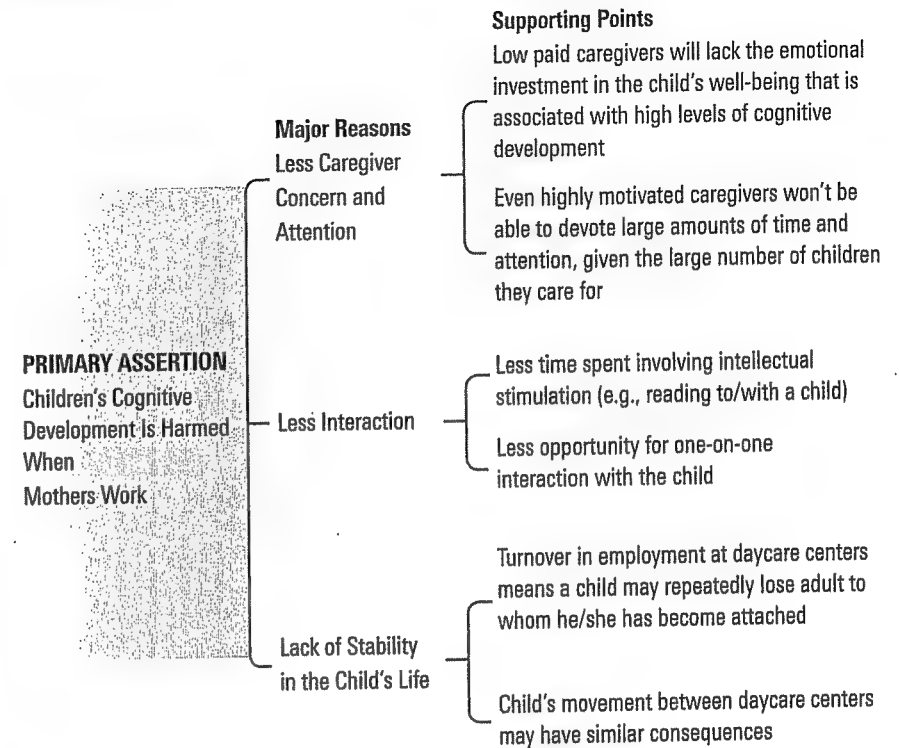 Supporting Points
Low paid caregivers will lack the emotional
investment in the child's well-being that is
associated with high levels of cognitive
development
Major Reasons
Less Caregiver
Concern and
Attention
Even highly motivated caregivers won't be
able to devote large amounts of time and
attention, given the large number of children
they care for
PRIMARY ASSERTION
Children's Cognitive
Development Is Harmed
When
Mothers Work
Less Interaction
Less time spent involving intellectual
stimulation (e.g., reading to/with a child)
Less opportunity for one-on-one
interaction with the child
Lack of Stability
in the Child's Life
Turnover in employment at daycare centers
means a child may repeatedly lose adult to
whom he/she has become attached
Child's movement between daycare centers
may have similar consequences